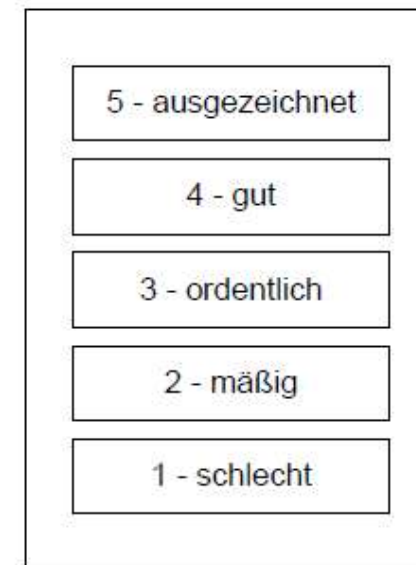 5 - ausgezeichnet
4 - gut
3 - ordentlich
2 - mäßig
1 - schlecht